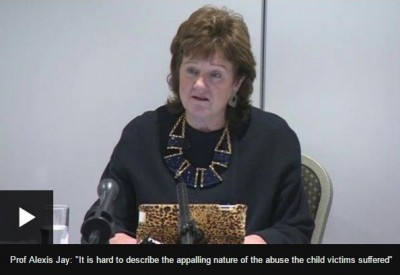 Prof Alexis Jay: "It is hard to describe the appalling nature of the abuse the child victims suffered"